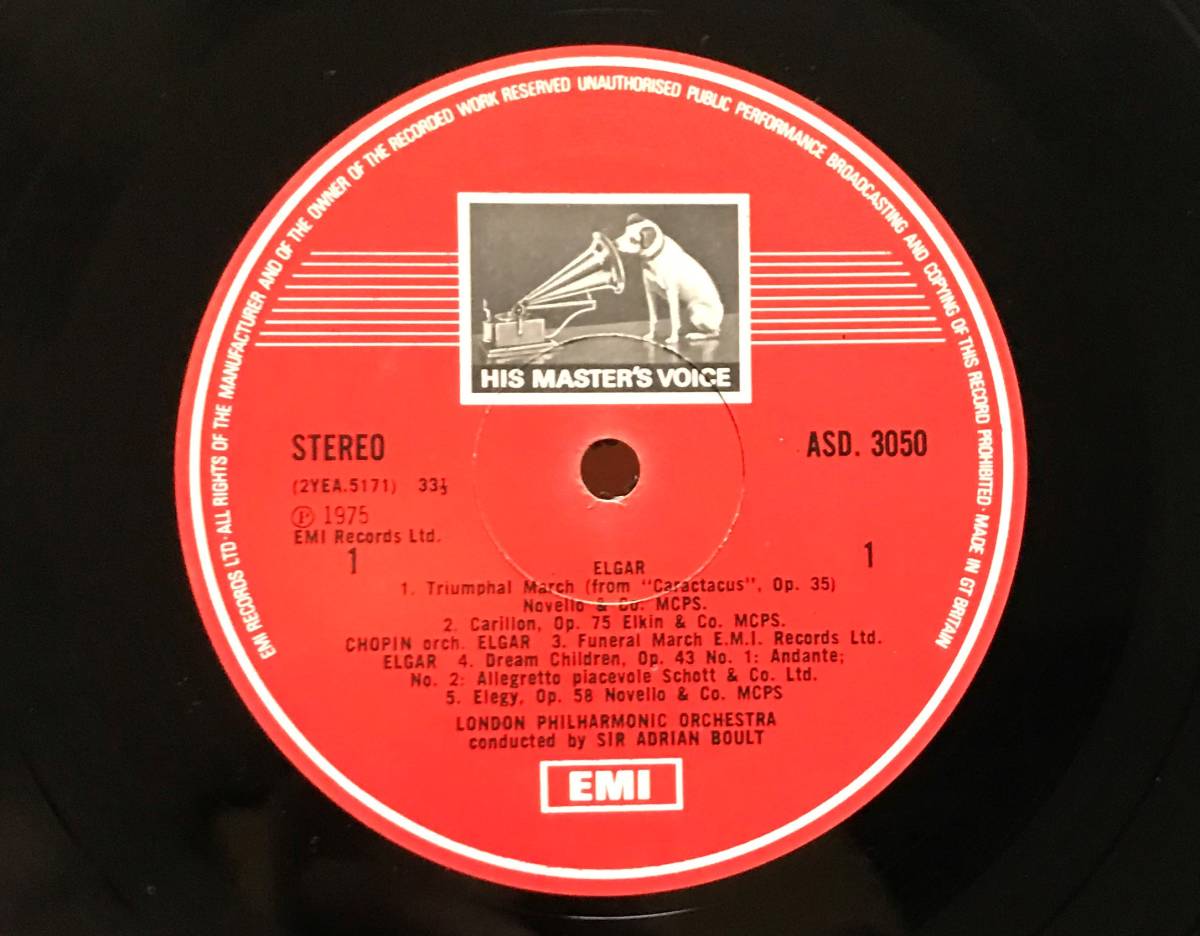 EMI RECORDS LTD · ALL RIGHTS OF THE MANUFACTURER AND OF THE OWNER OF THE RECORDED WORK RESERVED UNAUTHORISED PUBLIC PERFORMANCE BROADCASTING AND COPYING OF THIS RECORD PROHIBITED · MADE IN GT BRITAIN
HIS MASTER'S VOICE
STEREO
ASD. 3050
(2YEA.5171) 33⅓
Ⓟ 1975
EMI Records Ltd.
1
1
ELGAR
1. Triumphal March (from "Caractacus", Op. 35)
Novello & Co. MCPS.
2. Carillon, Op. 75 Elkin & Co. MCPS.
CHOPIN orch. ELGAR 3. Funeral March E.M.I. Records Ltd.
ELGAR 4. Dream Children, Op. 43 No. 1: Andante;
No. 2: Allegretto piacevole Schott & Co. Ltd.
5. Elegy, Op. 58 Novello & Co. MCPS
LONDON PHILHARMONIC ORCHESTRA
conducted by SIR ADRIAN BOULT
EMI